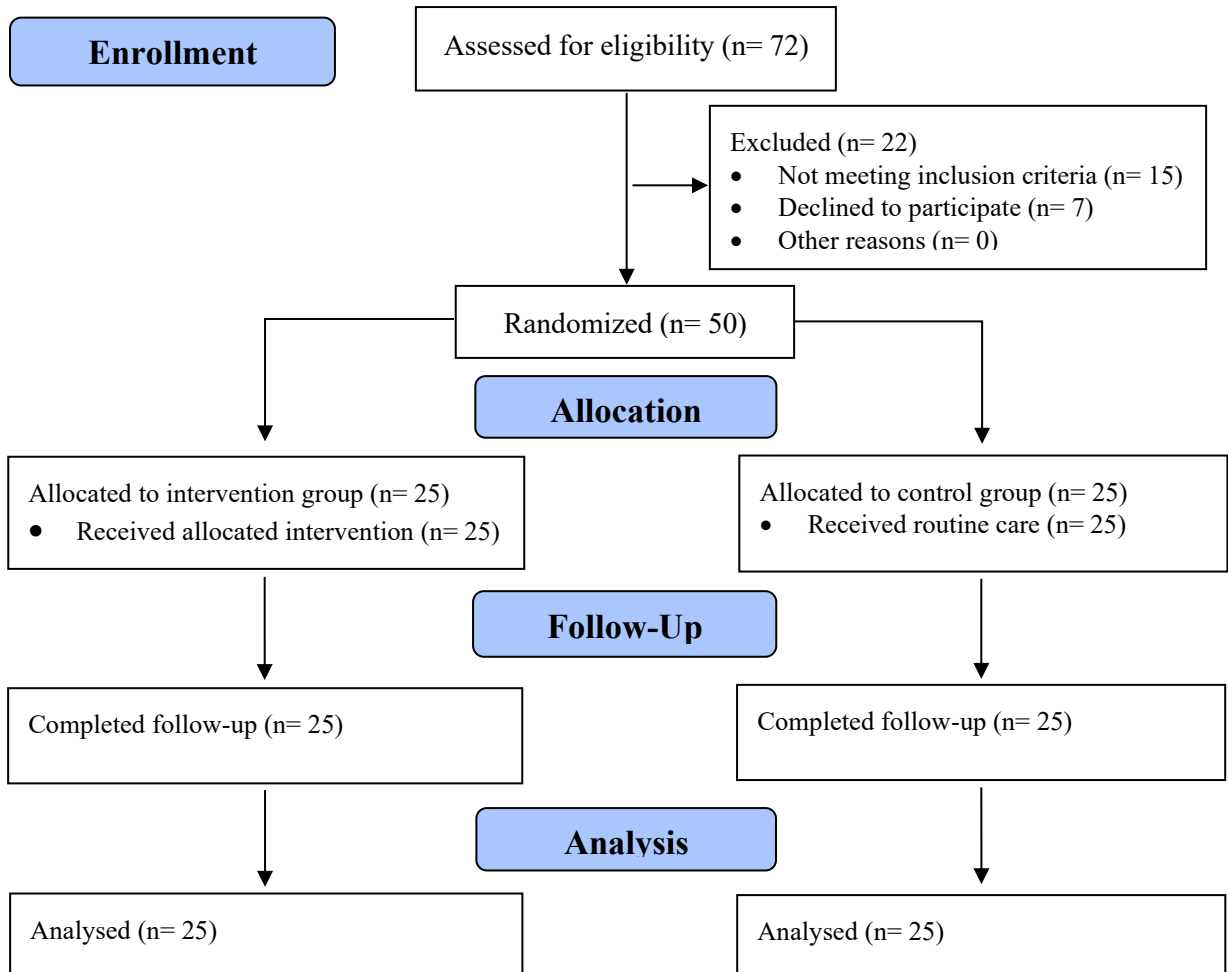 Enrollment
Assessed for eligibility (n= 72)
Excluded (n= 22)
• Not meeting inclusion criteria (n= 15)
• Declined to participate (n= 7)
• Other reasons (n= 0)
Randomized (n= 50)
Allocation
Allocated to intervention group (n= 25)
• Received allocated intervention (n= 25)
Allocated to control group (n= 25)
• Received routine care (n= 25)
Follow-Up
Completed follow-up (n= 25)
Completed follow-up (n= 25)
Analysis
Analysed (n= 25)
Analysed (n= 25)